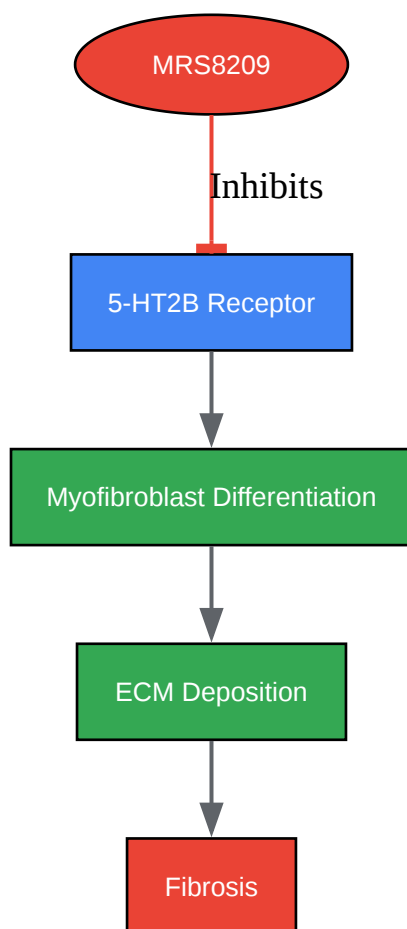 MRS8209
Inhibits
5-HT2B Receptor
Myofibroblast Differentiation
ECM Deposition
Fibrosis